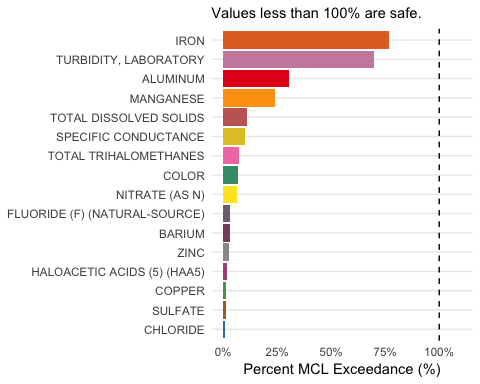 Values less than 100% are safe.
IRON
TURBIDITY, LABORATORY
ALUMINUM
MANGANESE
TOTAL DISSOLVED SOLIDS
SPECIFIC CONDUCTANCE
TOTAL TRIHALOMETHANES
COLOR
NITRATE (AS N)
FLUORIDE (F) (NATURAL-SOURCE)
BARIUM
ZINC
HALOACETIC ACIDS (5) (HAA5)
COPPER
SULFATE
CHLORIDE
0% 25% 50% 75% 100%
Percent MCL Exceedance (%)